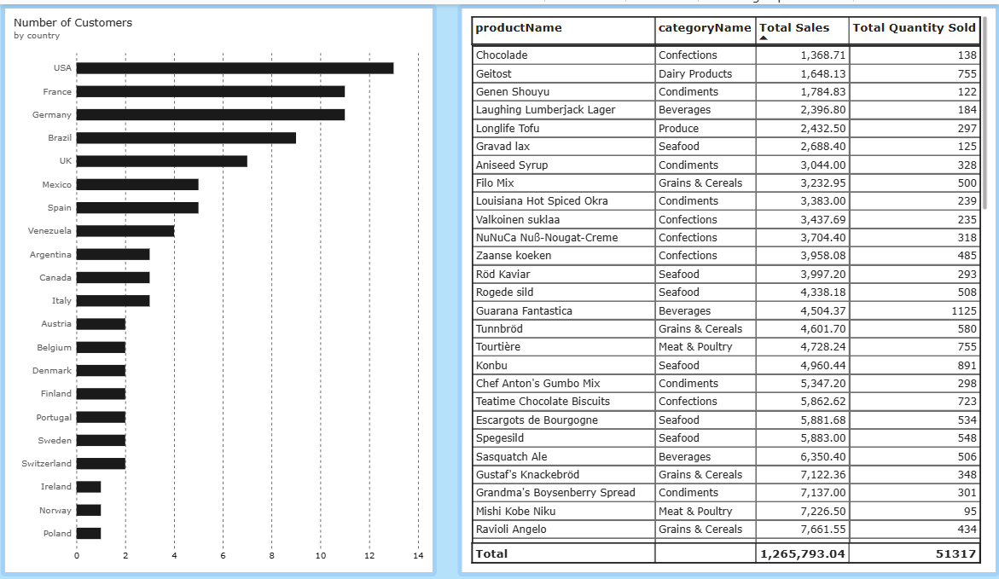 Number of Customers
by country
USA
France
Germany
Brazil
UK
Mexico
Spain
Venezuela
Argentina
Canada
Italy
Austria
Belgium
Denmark
Finland
Portugal
Sweden
Switzerland
Ireland
Norway
Poland
0 2 4 6 8 10 12 14
productName categoryName Total Sales Total Quantity Sold
Chocolade Confections 1,368.71 138
Geitost Dairy Products 1,648.13 755
Genen Shouyu Condiments 1,784.83 122
Laughing Lumberjack Lager Beverages 2,396.80 184
Longlife Tofu Produce 2,432.50 297
Gravad lax Seafood 2,688.40 125
Aniseed Syrup Condiments 3,044.00 328
Filo Mix Grains & Cereals 3,232.95 500
Louisiana Hot Spiced Okra Condiments 3,383.00 239
Valkoinen suklaa Confections 3,437.69 235
NuNuCa Nuß-Nougat-Creme Confections 3,704.40 318
Zaanse koeken Confections 3,958.08 485
Röd Kaviar Seafood 3,997.20 293
Rogede sild Seafood 4,338.18 508
Guarana Fantastica Beverages 4,504.37 1125
Tunnbröd Grains & Cereals 4,601.70 580
Tourtière Meat & Poultry 4,728.24 755
Konbu Seafood 4,960.44 891
Chef Anton's Gumbo Mix Condiments 5,347.20 298
Teatime Chocolate Biscuits Confections 5,862.62 723
Escargots de Bourgogne Seafood 5,881.68 534
Spegesild Seafood 5,883.00 548
Sasquatch Ale Beverages 6,350.40 506
Gustaf's Knackebröd Grains & Cereals 7,122.36 348
Grandma's Boysenberry Spread Condiments 7,137.00 301
Mishi Kobe Niku Meat & Poultry 7,226.50 95
Ravioli Angelo Grains & Cereals 7,661.55 434
Total 1,265,793.04 51317